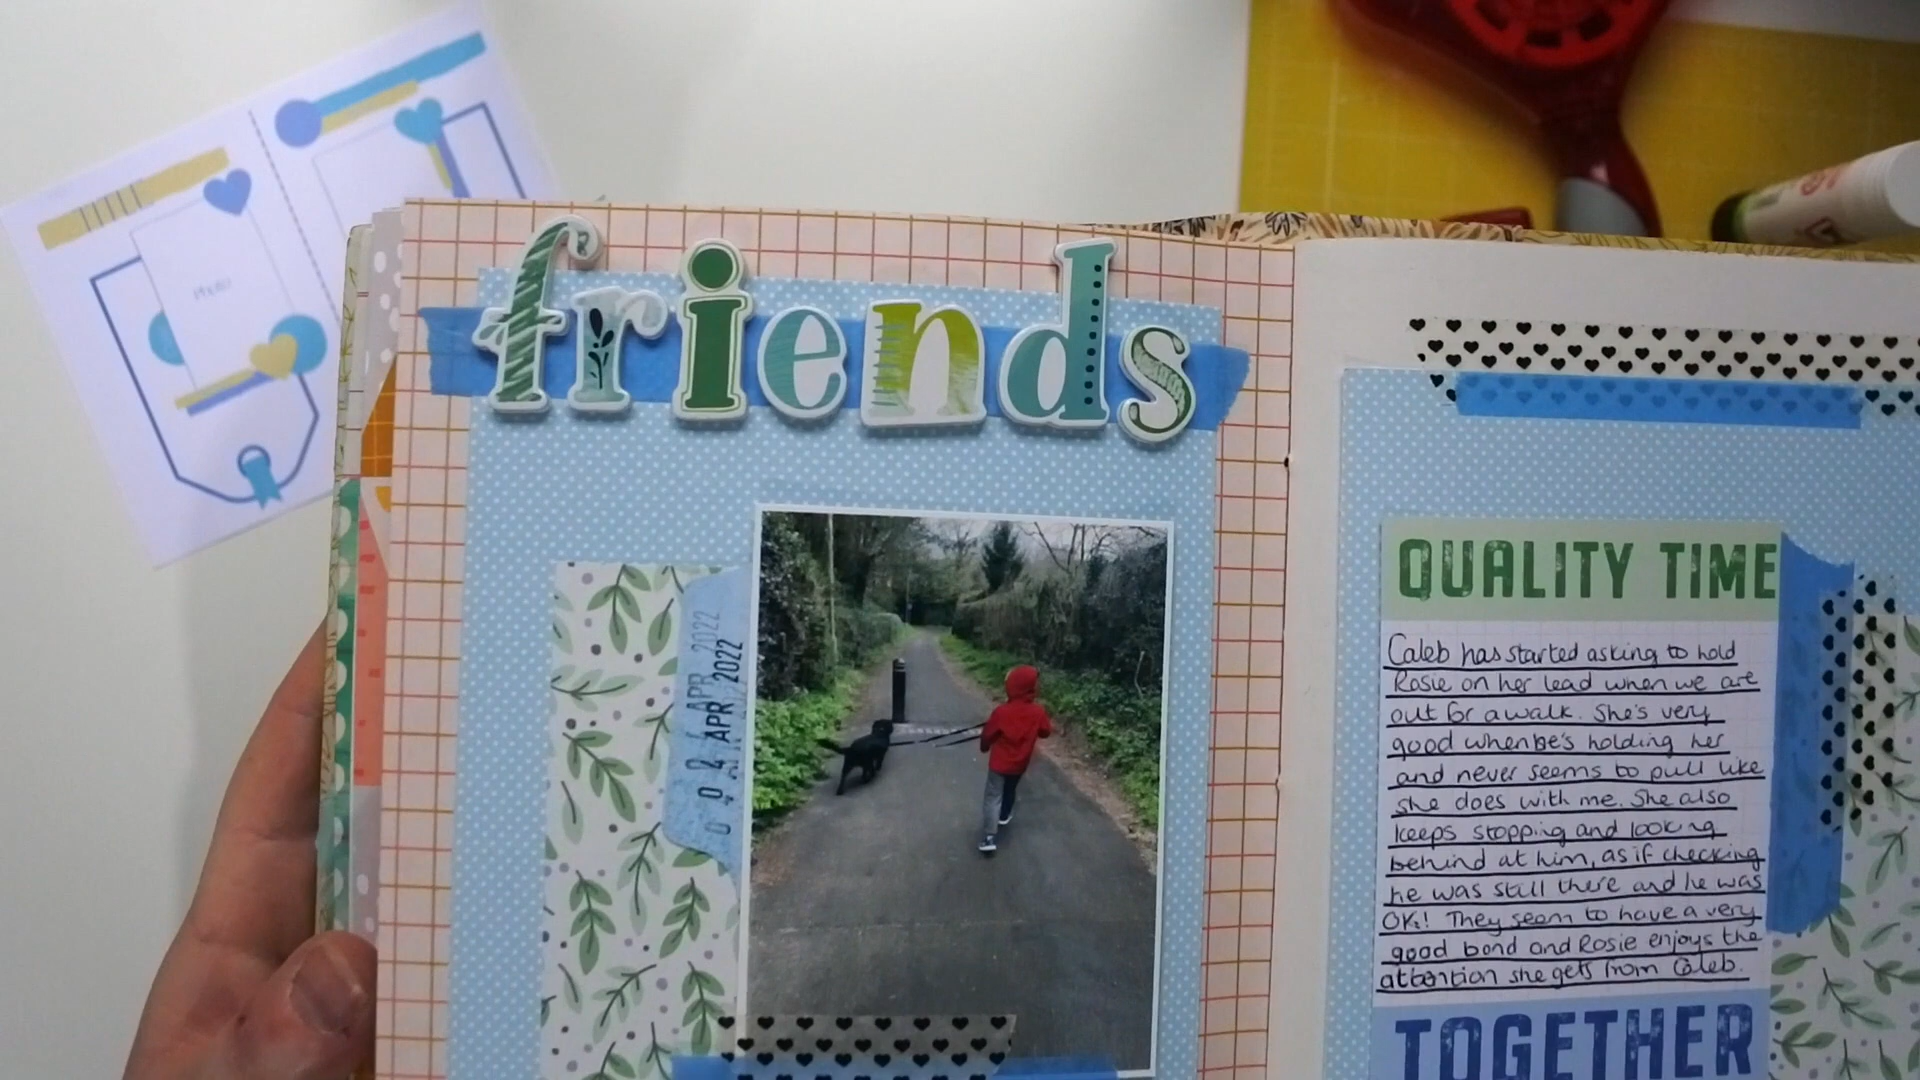 Photo
friends
APR 2022
0 2 APR 2022
QUALITY TIME
Caleb has started asking to hold
Rosie on her lead when we are
out for a walk. She's very
good when he's holding her
and never seems to pull like
she does with me. She also
keeps stopping and looking
behind at him, as if checking
he was still there and he was
OK! They seem to have a very
good bond and Rosie enjoys the
attention she gets from Caleb.
TOGETHER